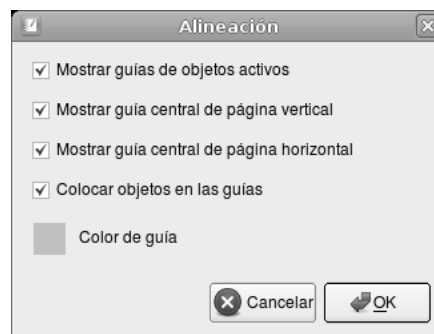 Alineación
Mostrar guías de objetos activos
Mostrar guía central de página vertical
Mostrar guía central de página horizontal
Colocar objetos en las guías
Color de guía
Cancelar
OK